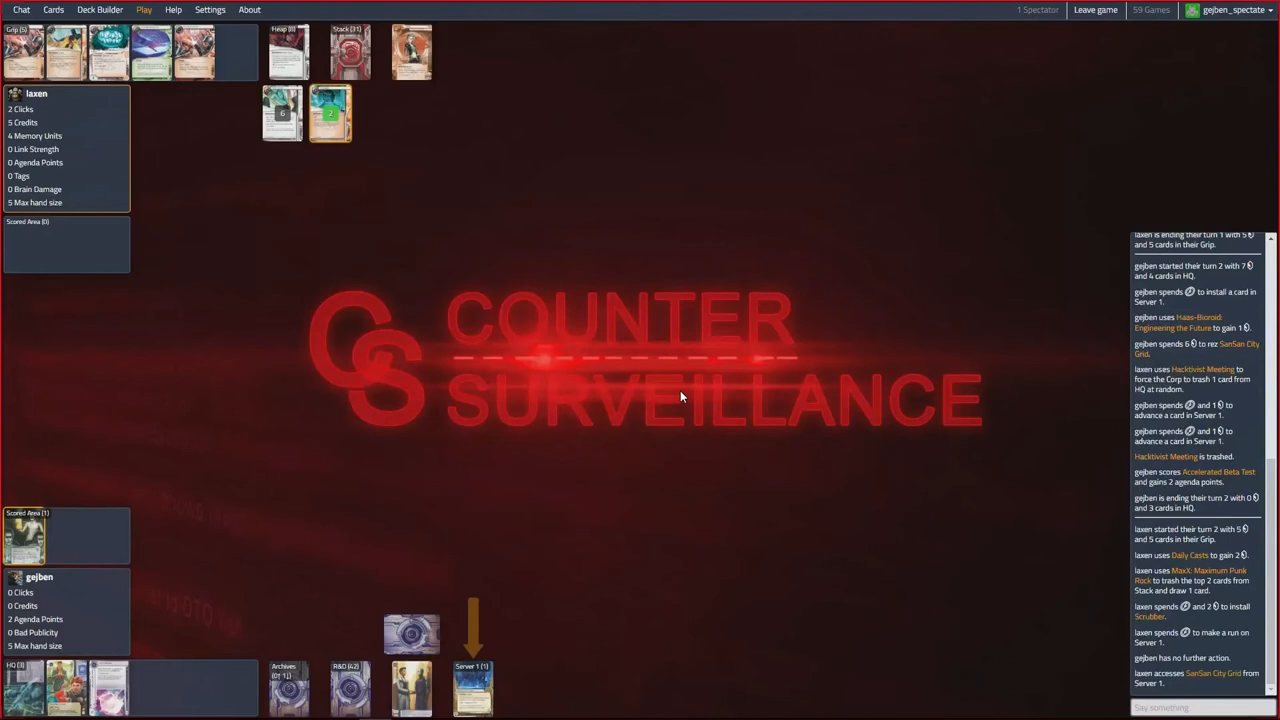 Chat Cards Deck Builder Play Help Settings About
1 Spectator Leave game 59 Games gejben_spectate
Grip (5)
Heap (8)
Stack (31)
laxen
2 Clicks
5 Credits
4 Memory Units
0 Link Strength
0 Agenda Points
0 Tags
0 Brain Damage
5 Max hand size
6
2
Scored Area (0)
COUNTER
SURVEILLANCE
CS
laxen is ending their turn 1 with 5
and 5 cards in their Grip.
gejben started their turn 2 with 7
and 4 cards in HQ.
gejben spends to install a card in
Server 1.
gejben uses Haas-Bioroid:
Engineering the Future to gain 1 .
gejben spends 6 to rez SanSan City
Grid.
laxen uses Hacktivist Meeting to
force the Corp to trash 1 card from
HQ at random.
gejben spends and 1 to
advance a card in Server 1.
gejben spends and 1 to
advance a card in Server 1.
Hacktivist Meeting is trashed.
gejben scores Accelerated Beta Test
and gains 2 agenda points.
gejben is ending their turn 2 with 0
and 3 cards in HQ.
laxen started their turn 2 with 5
and 5 cards in their Grip.
laxen uses Daily Casts to gain 2 .
laxen uses MaxX: Maximum Punk
Rock to trash the top 2 cards from
Stack and draw 1 card.
laxen spends and 2 to install
Scrubber.
laxen spends to make a run on
Server 1.
gejben has no further action.
laxen accesses SanSan City Grid from
Server 1.
Say something
Scored Area (1)
gejben
0 Clicks
0 Credits
2 Agenda Points
0 Bad Publicity
5 Max hand size
HQ (3)
Archives
R&D (42)
Server 1 (1)